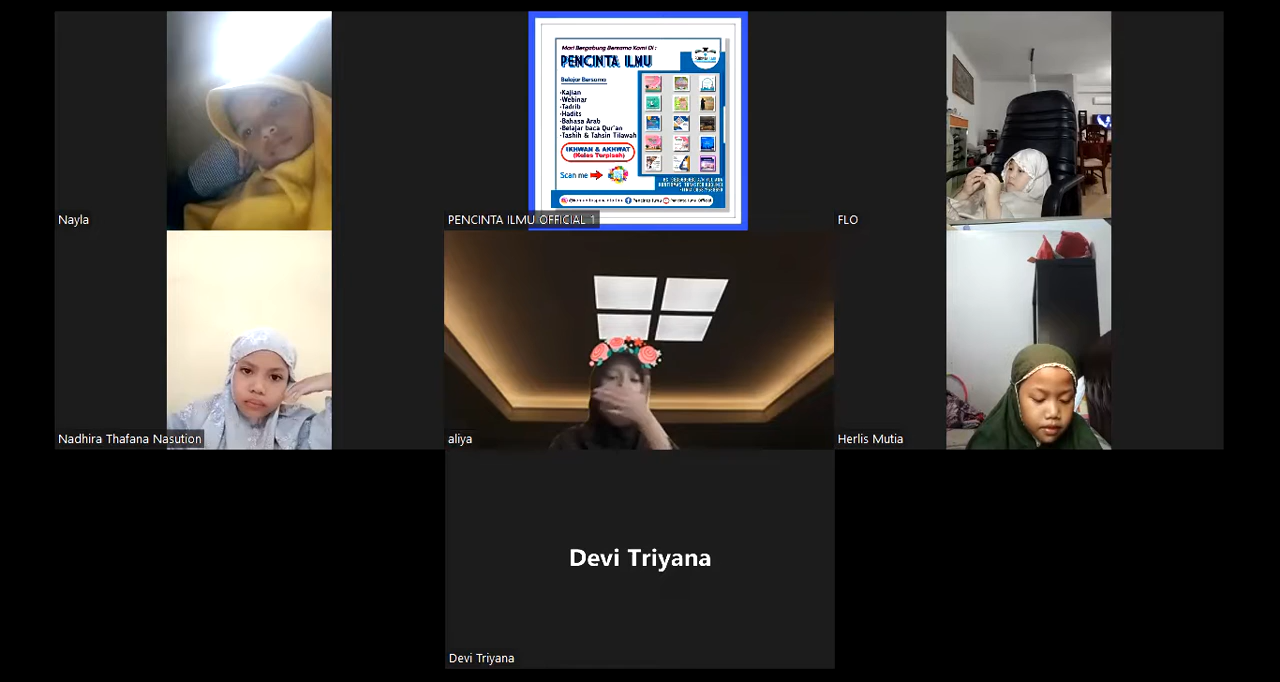 Mari Bergabung Bersama Kami Di :
PENCINTA ILMU
Belajar Bersama
-Kajian
-Webinar
-Tadrib
-Hadits
-Bahasa Arab
-Belajar baca Qur'an
-Tashih & Tahsin Tilawah
IKHWAN & AKHWAT
(Kelas Terpisah)
Scan me
Nayla
PENCINTA ILMU OFFICIAL 1
FLO
Nadhira Thafana Nasution
aliya
Herlis Mutia
Devi Triyana
Devi Triyana